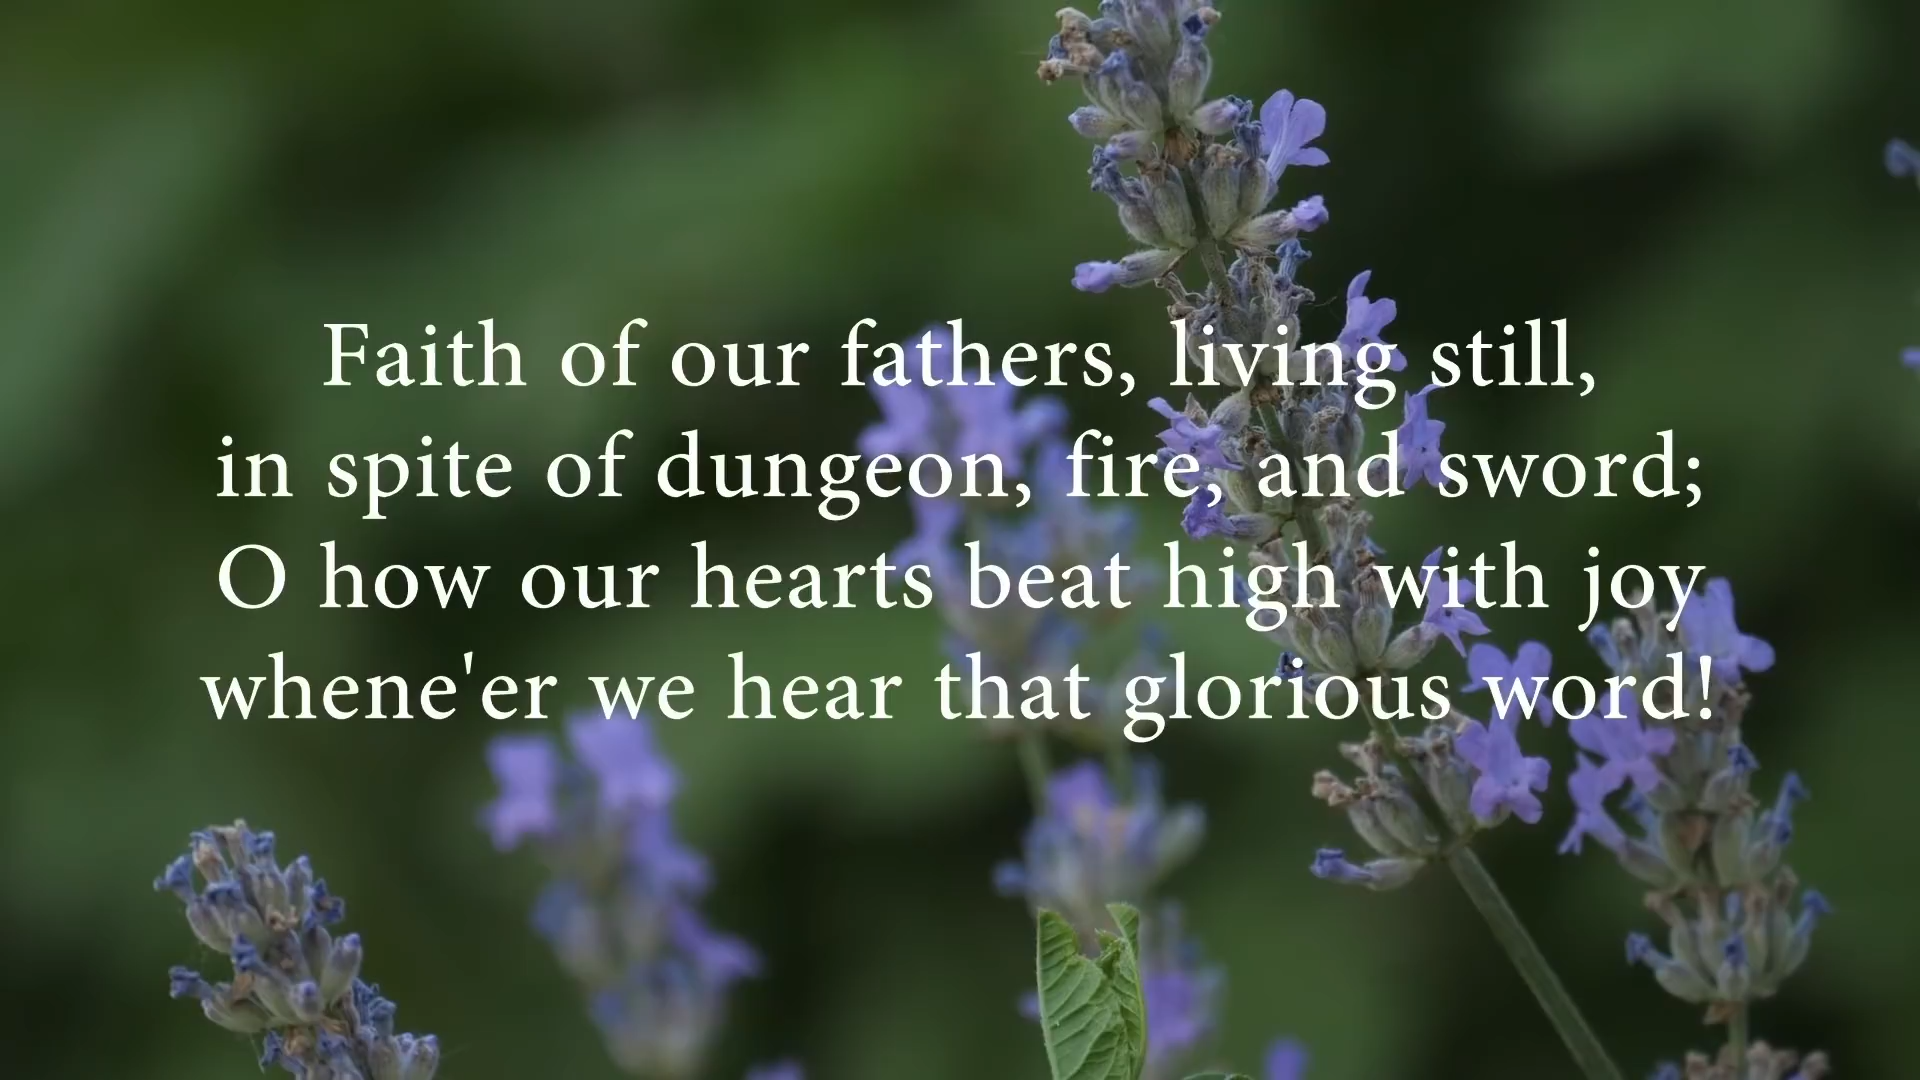 Faith of our fathers, living still,
in spite of dungeon, fire, and sword;
O how our hearts beat high with joy
whene'er we hear that glorious word!